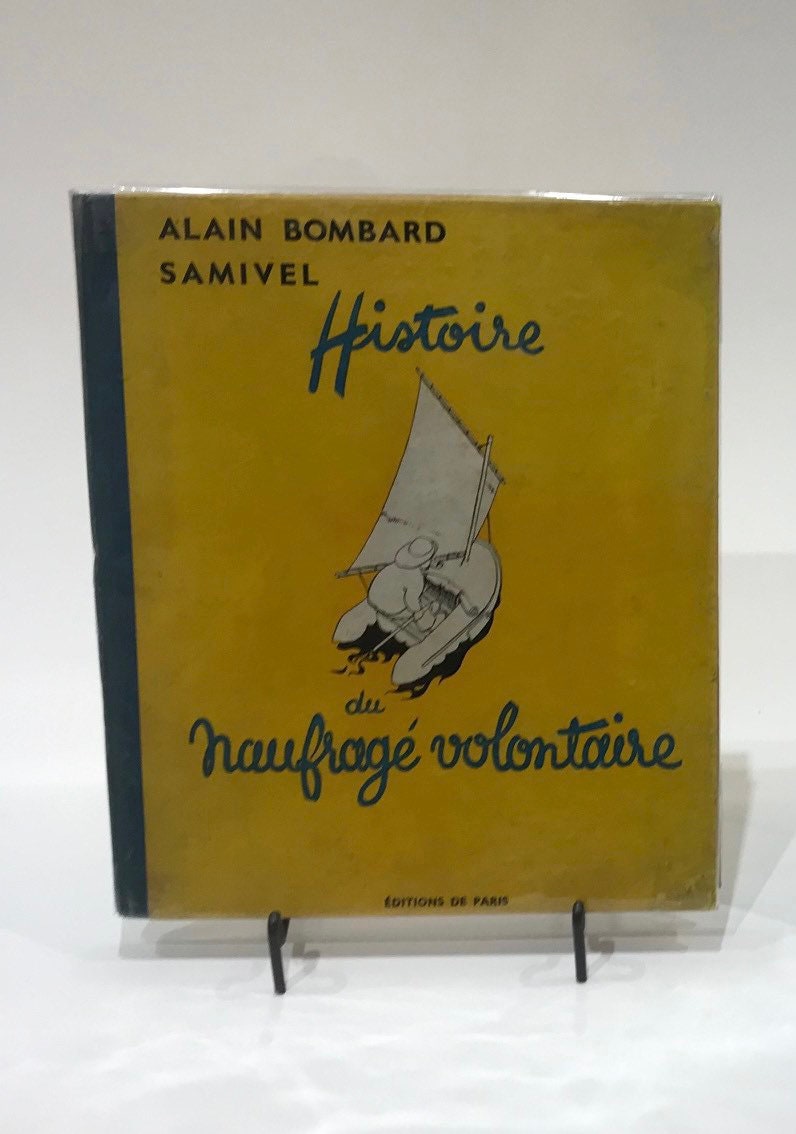 ALAIN BOMBARD
SAMIVEL
Histoire
du
naufragé volontaire
ÉDITIONS DE PARIS